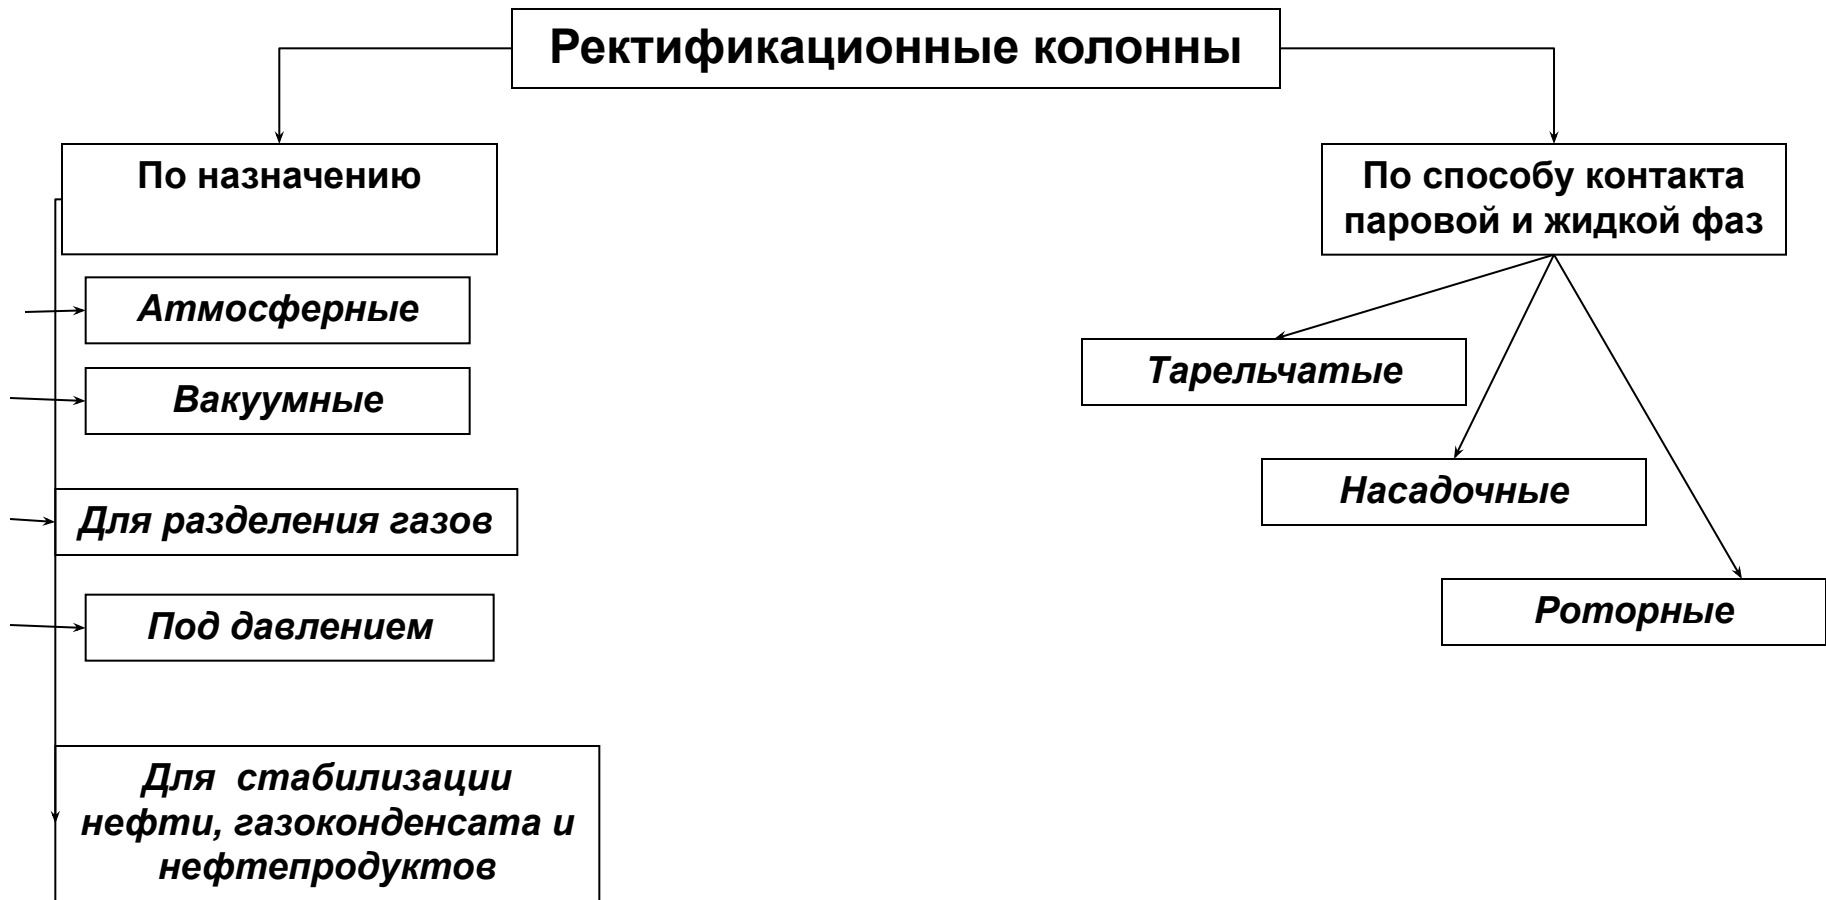 Ректификационные колонны
По назначению
Атмосферные
Вакуумные
Для разделения газов
Под давлением
Для стабилизации
нефти, газоконденсата и
нефтепродуктов
По способу контакта
паровой и жидкой фаз
Тарельчатые
Насадочные
Роторные